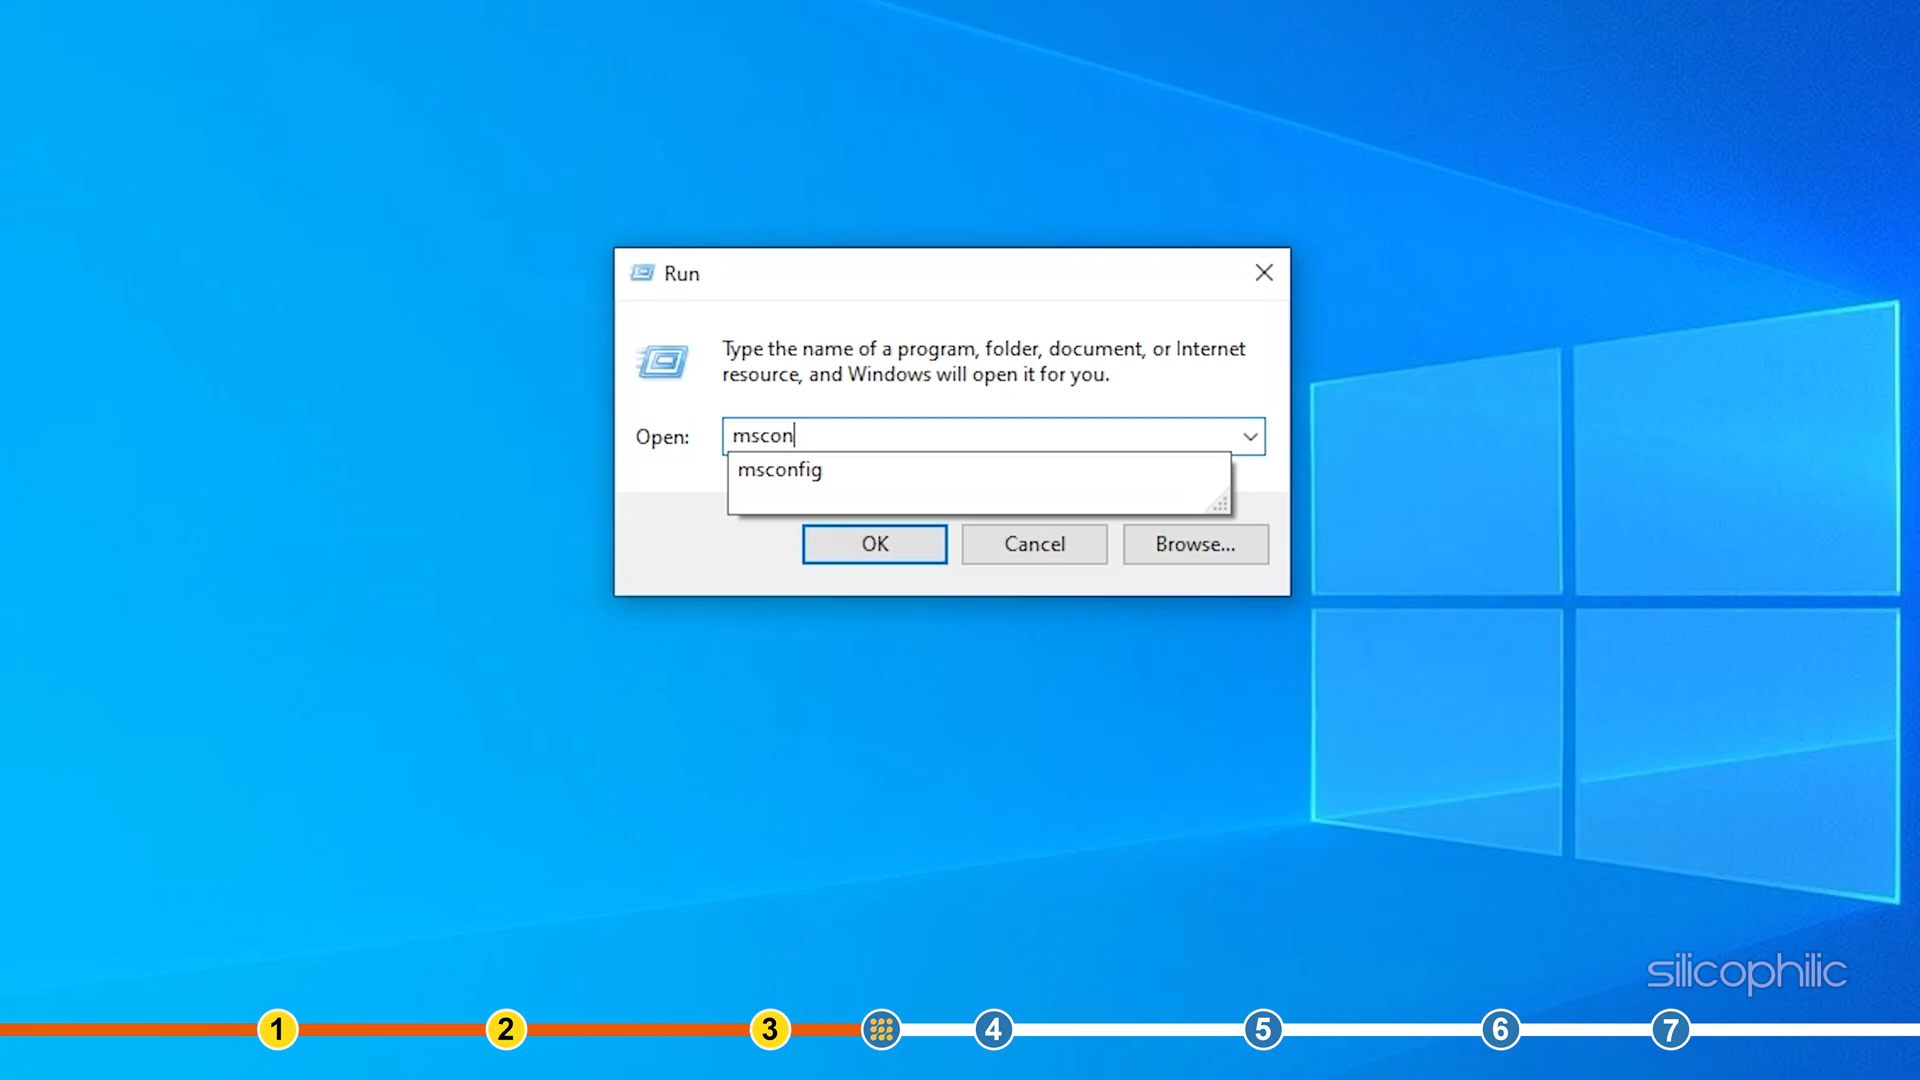 Run
Type the name of a program, folder, document, or Internet
resource, and Windows will open it for you.
Open:
mscon
msconfig
OK
Cancel
Browse...
silicophilic
1
2
3
4
5
6
7